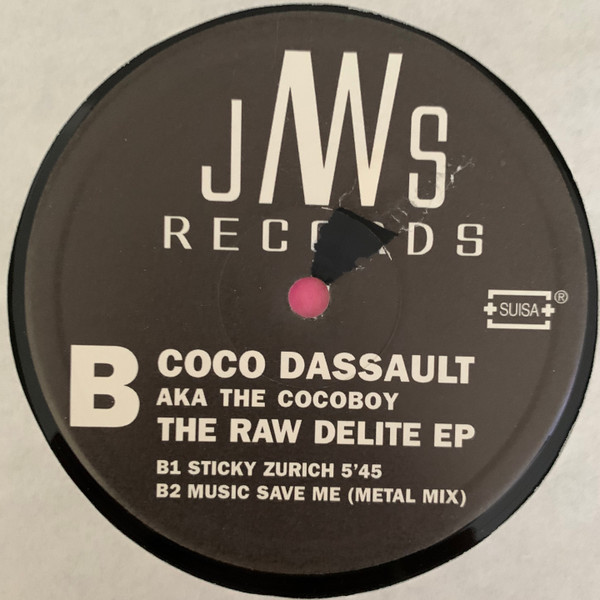 JAWS
RECORDS
SUISA ®
B
COCO DASSAULT
AKA THE COCOBOY
THE RAW DELITE EP
B1 STICKY ZURICH 5'45
B2 MUSIC SAVE ME (METAL MIX)